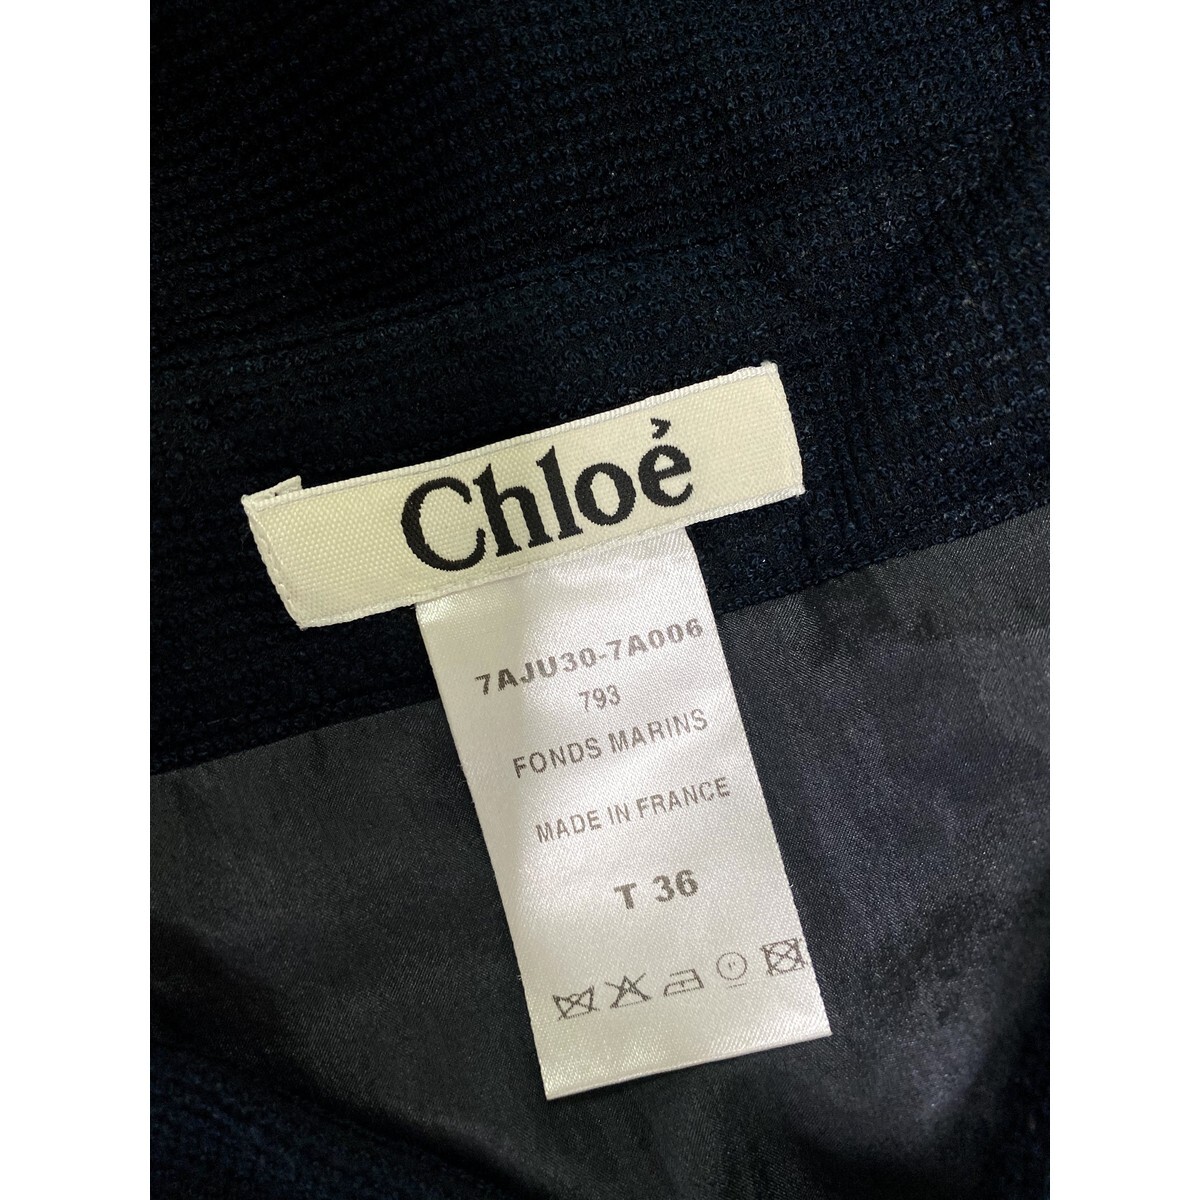 Chloé
7AJU30-7A006
793
FONDS MARINS
MADE IN FRANCE
T 36